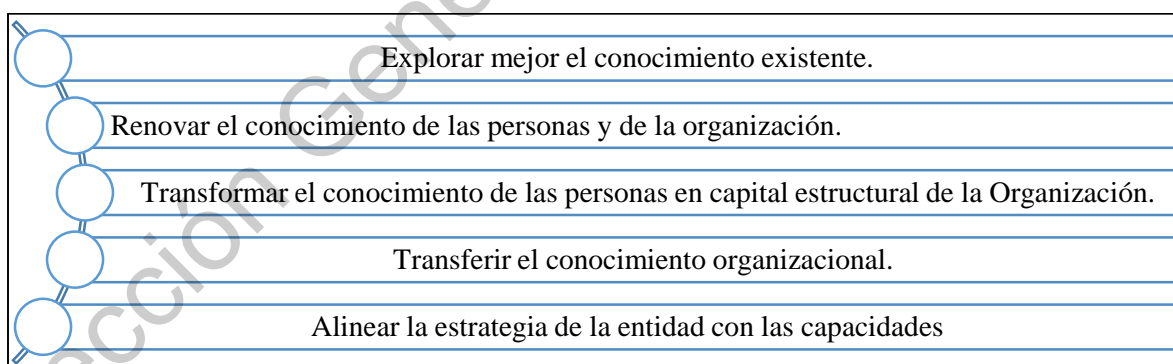 Explorar mejor el conocimiento existente.
Renovar el conocimiento de las personas y de la organización.
Transformar el conocimiento de las personas en capital estructural de la Organización.
Transferir el conocimiento organizacional.
Alinear la estrategia de la entidad con las capacidades